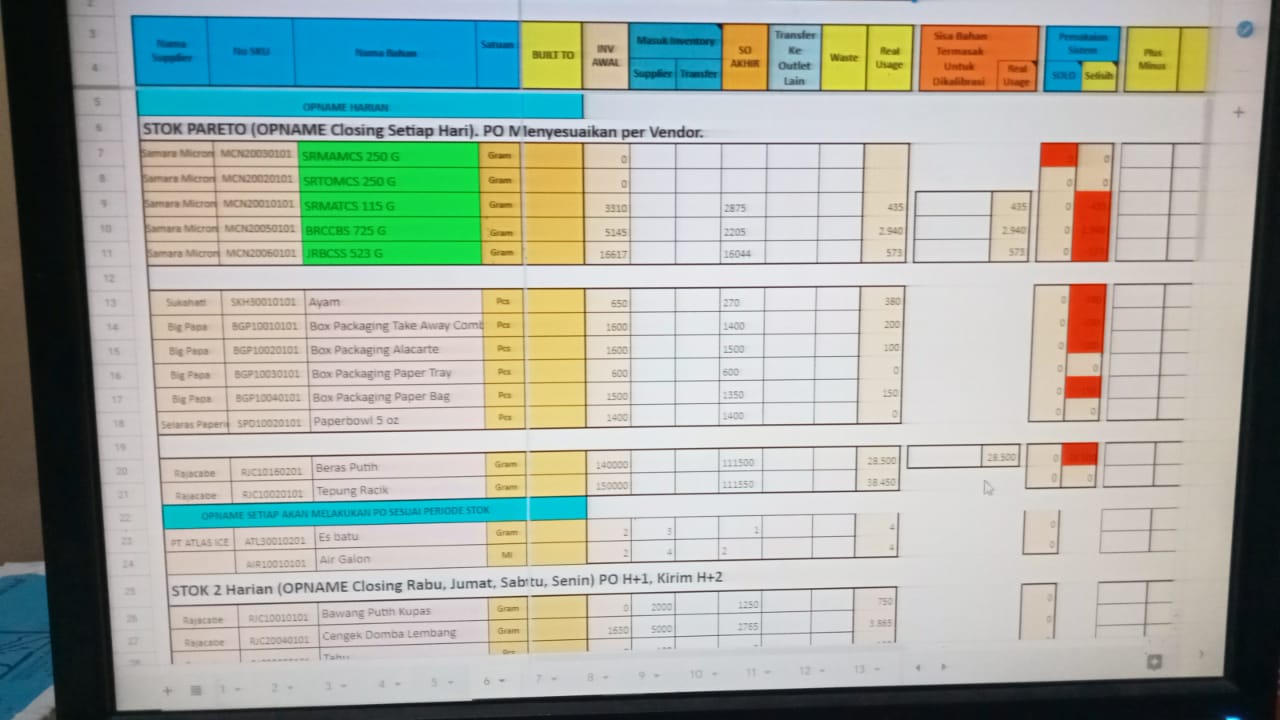 Nama Supplier No SKU Nama Bahan Satuan BUILT TO INV AWAL Masuk Inventory Supplier Transfer SO AKHIR Transfer Ke Outlet Lain Waste Real Usage Sisa Bahan Termasak Untuk Dikalibrasi Real Usage Pemakaian Sistem SOLO Selisih Plus Minus
3
4
5 OPNAME HARIAN
6 STOK PARETO (OPNAME Closing Setiap Hari). PO Menyesuaikan per Vendor.
7 Samara Micron MCN20030101 SRMAMCS 250 G Gram 0 0
8 Samara Micron MCN20020101 SRTOMCS 250 G Gram 0 0 0
9 Samara Micron MCN20010101 SRMATCS 115 G Gram 3310 2875 435 435 0
10 Samara Micron MCN20050101 BRCCBS 725 G Gram 5145 2205 2.940 2.940 0
11 Samara Micron MCN20060101 JRBCSS 523 G Gram 16617 16044 573 573 0
12
13 Sukahati SKH30010101 Ayam Pcs 650 270 380 0
14 Big Papa BGP10010101 Box Packaging Take Away Comb Pcs 1600 1400 200 0
15 Big Papa BGP10020101 Box Packaging Alacarte Pcs 1600 1500 100 0
16 Big Papa BGP10030101 Box Packaging Paper Tray Pcs 600 600 0 0 0
17 Big Papa BGP10040101 Box Packaging Paper Bag Pcs 1500 1350 150 0
18 Selaras Paperin SPD10020101 Paperbowl 5 oz Pcs 1400 1400 0 0 0
19
20 Rajacabe RJC10160201 Beras Putih Gram 140000 111500 28.500 28.500 0
21 Rajacabe RJC10020101 Tepung Racik Gram 150000 111550 38.450 0 0
22 OPNAME SETIAP AKAN MELAKUKAN PO SESUAI PERIODE STOK
23 PT ATLAS ICE ATL30010201 Es batu Gram 2 3 1 4 0
24 AIR10010101 Air Galon Ml 2 4 2 4 0
25 STOK 2 Harian (OPNAME Closing Rabu, Jumat, Sabtu, Senin) PO H+1, Kirim H+2
26 Rajacabe RJC10010101 Bawang Putih Kupas Gram 0 2000 1250 750 0
27 Rajacabe RJC20040101 Cengek Domba Lembang Gram 1630 5000 2765 3.865 0
28 Tahu Pcs
1 2 3 4 5 6 7 8 9 10 11 12 13